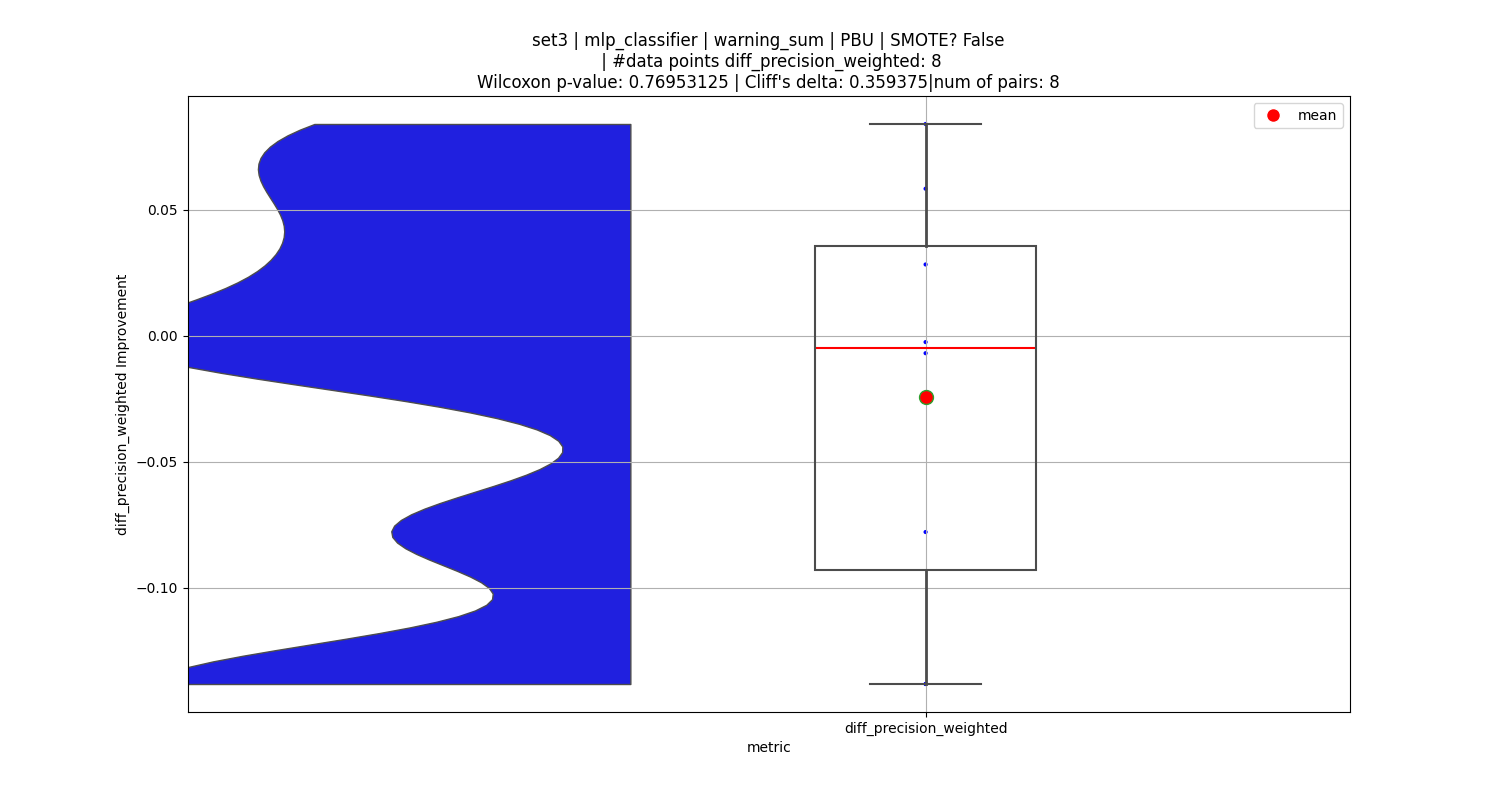 set3 | mlp_classifier | warning_sum | PBU | SMOTE? False
| #data points diff_precision_weighted: 8
Wilcoxon p-value: 0.76953125 | Cliff's delta: 0.359375|num of pairs: 8
mean
diff_precision_weighted Improvement
0.05
0.00
−0.05
−0.10
diff_precision_weighted
metric